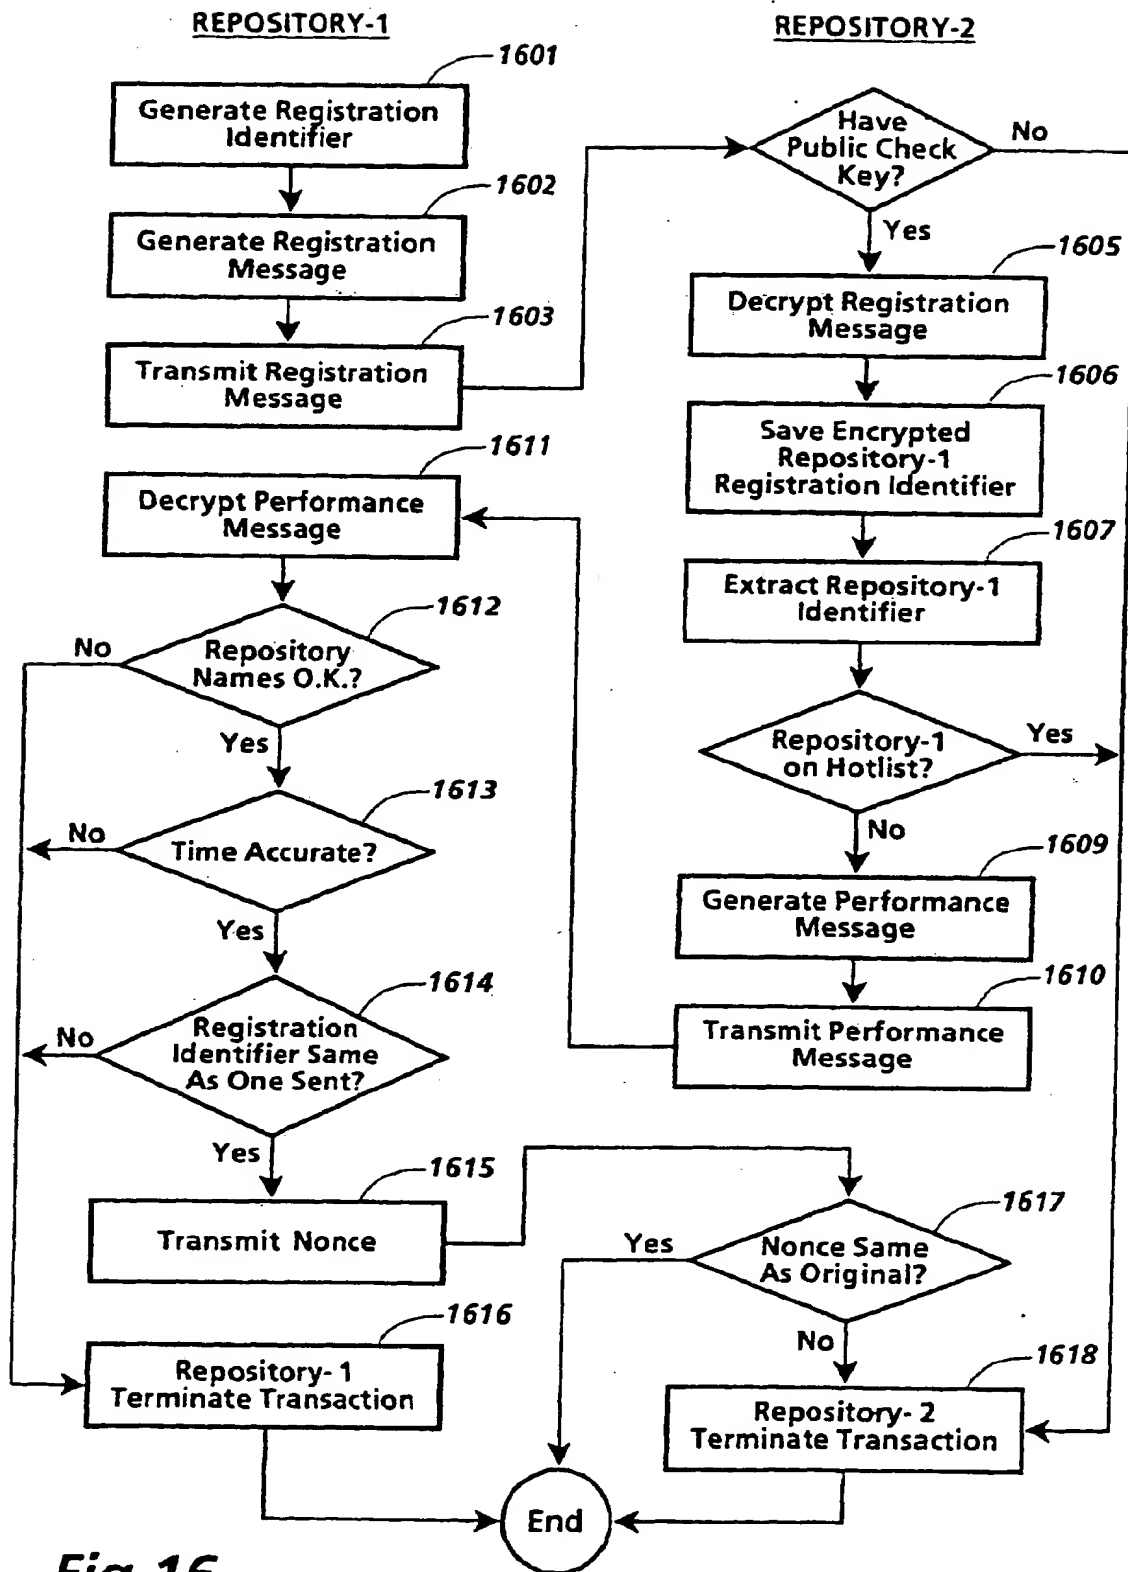 REPOSITORY-1
1601
Generate Registration
Identifier
1602
Generate Registration
Message
1603
Transmit Registration
Message
1611
Decrypt Performance
Message
1612
Repository
Names O.K.?
No
Yes
1613
Time Accurate?
No
Yes
1614
Registration
Identifier Same
As One Sent?
No
Yes
1615
Transmit Nonce
1616
Repository- 1
Terminate Transaction
REPOSITORY-2
Have
Public Check
Key?
No
Yes
1605
Decrypt Registration
Message
1606
Save Encrypted
Repository-1
Registration Identifier
1607
Extract Repository-1
Identifier
Repository-1
on Hotlist?
Yes
No
1609
Generate Performance
Message
1610
Transmit Performance
Message
1617
Nonce Same
As Original?
Yes
No
1618
Repository- 2
Terminate Transaction
End
Fig.16